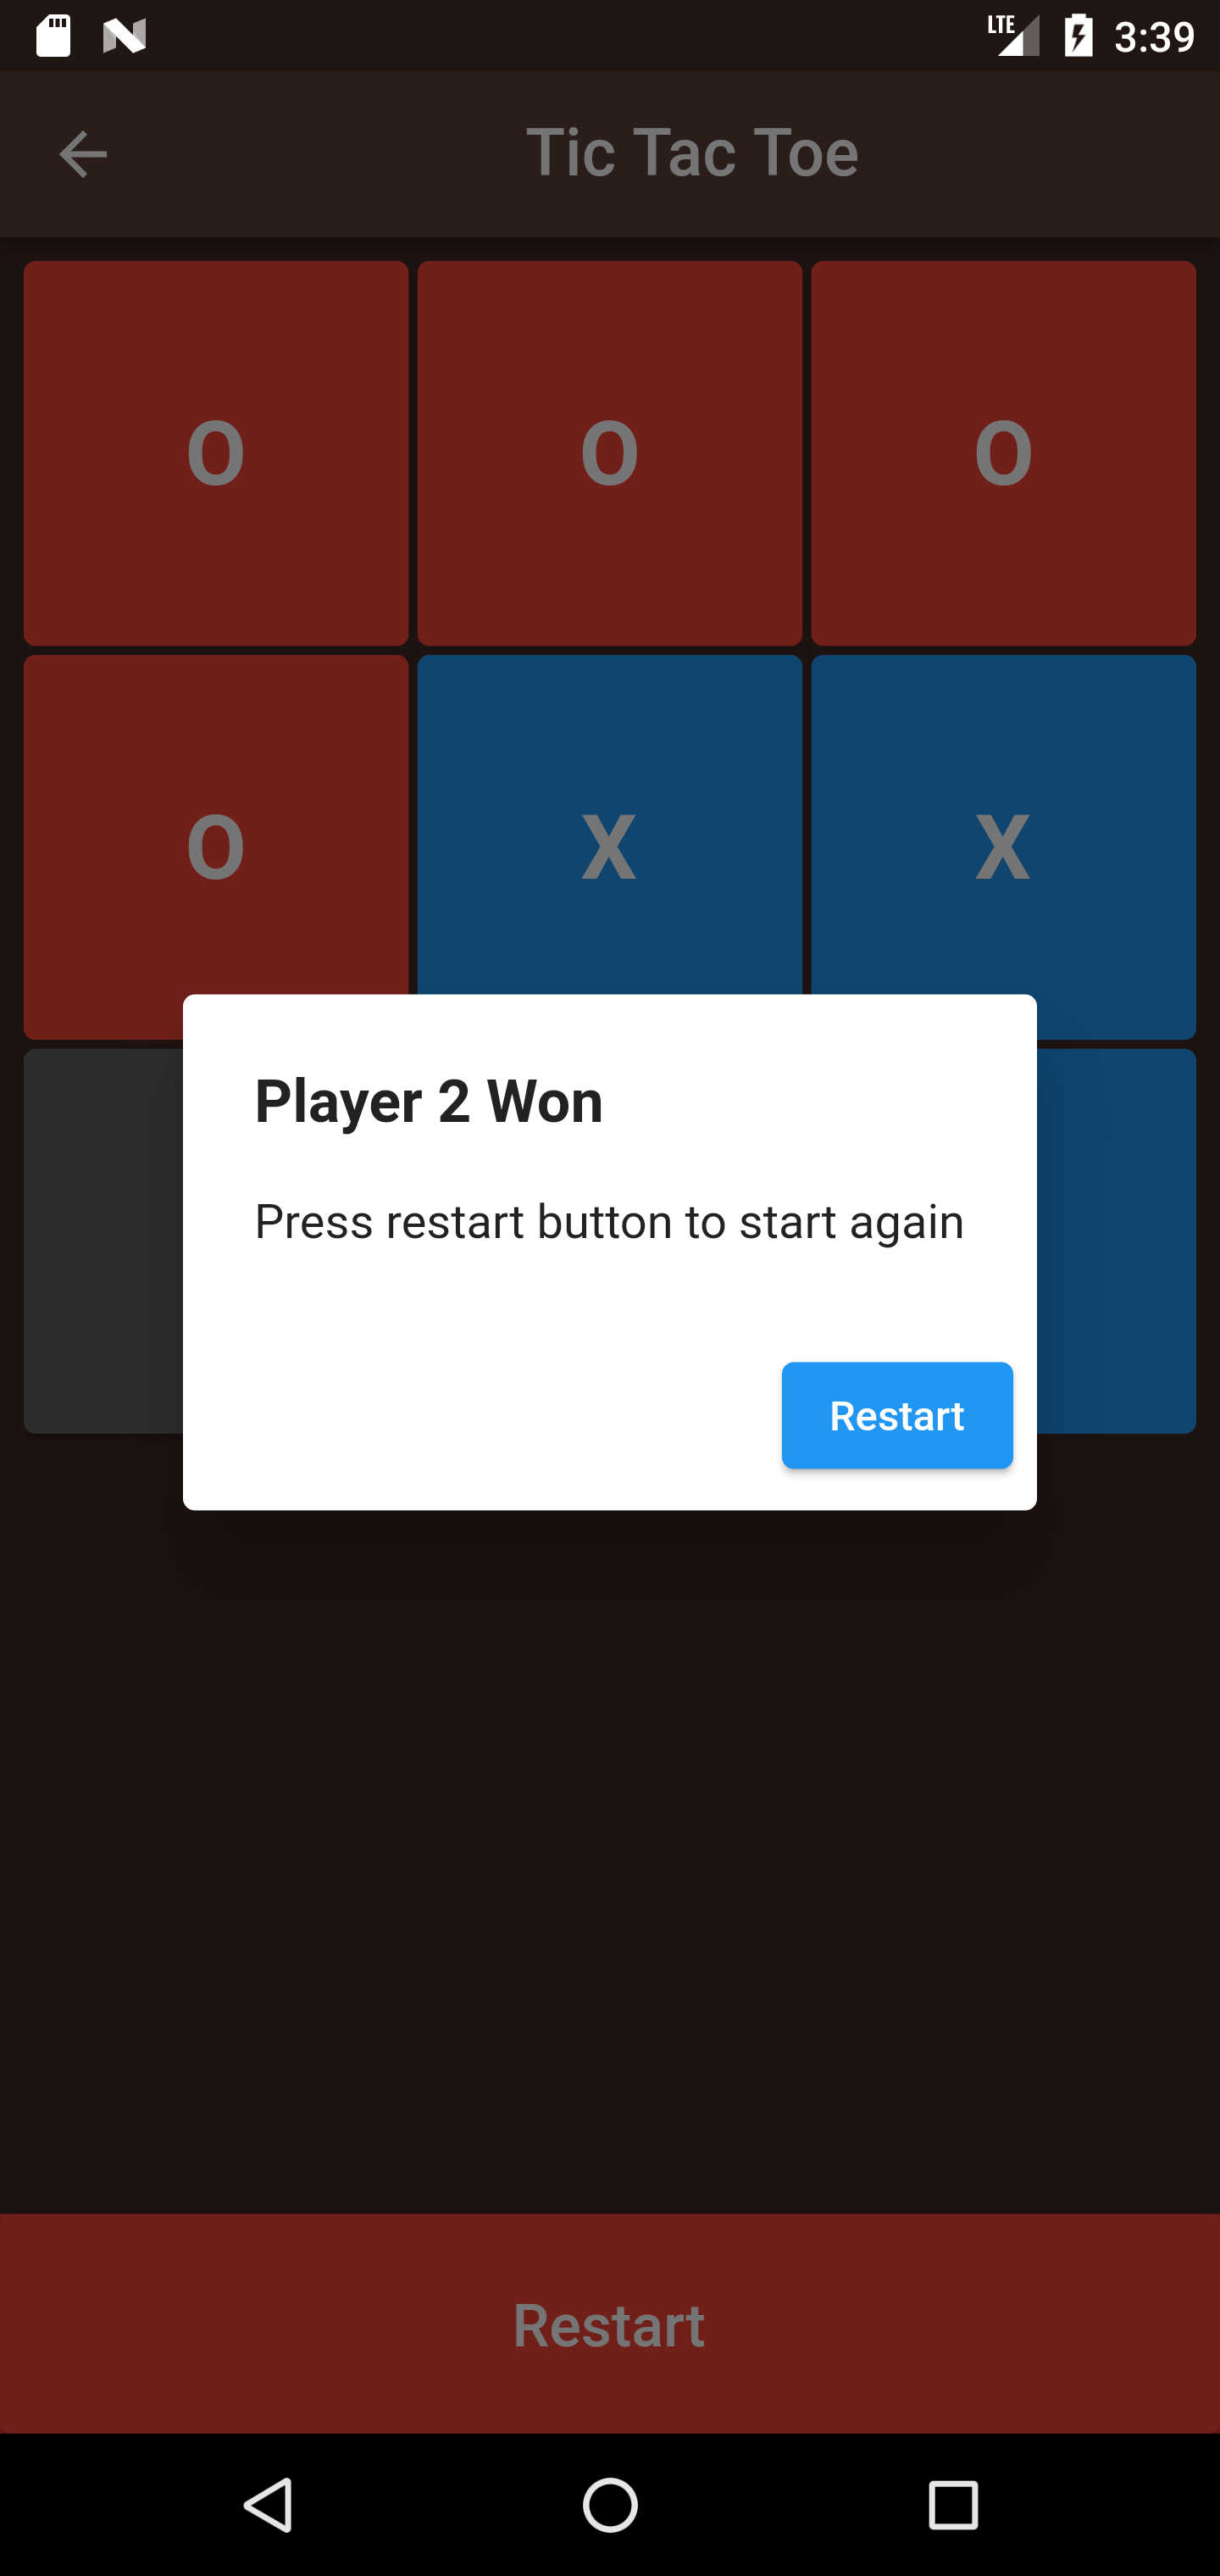 LTE 3:39
Tic Tac Toe
O O O
O X X
Player 2 Won
Press restart button to start again
Restart
Restart